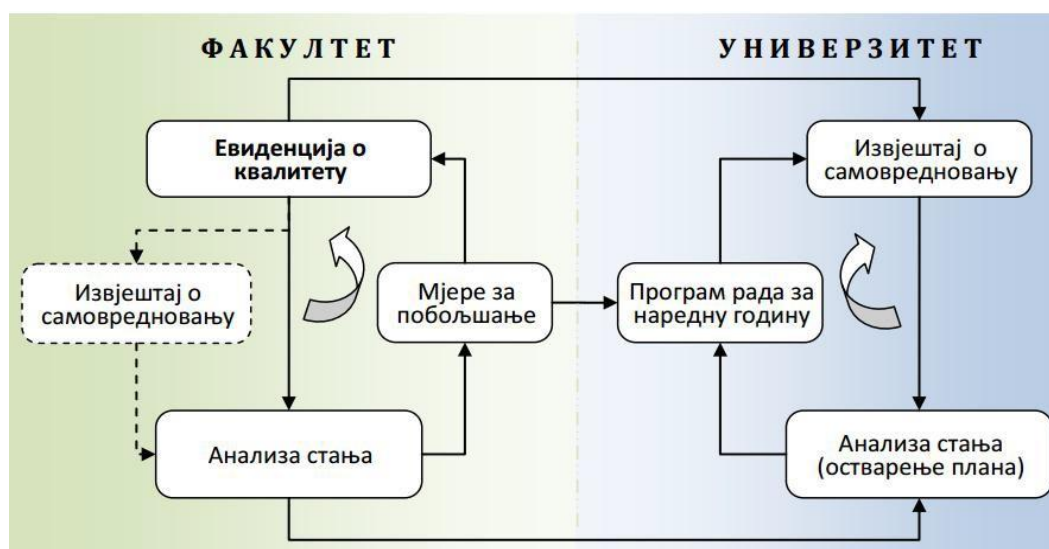 ФАКУЛТЕТ
УНИВЕРЗИТЕТ
Евиденција о
квалитету
Извјештај о
самовредновању
Извјештај о
самовредновању
Мјере за
побољшање
Програм рада за
наредну годину
Анализа стања
Анализа стања
(остварење плана)